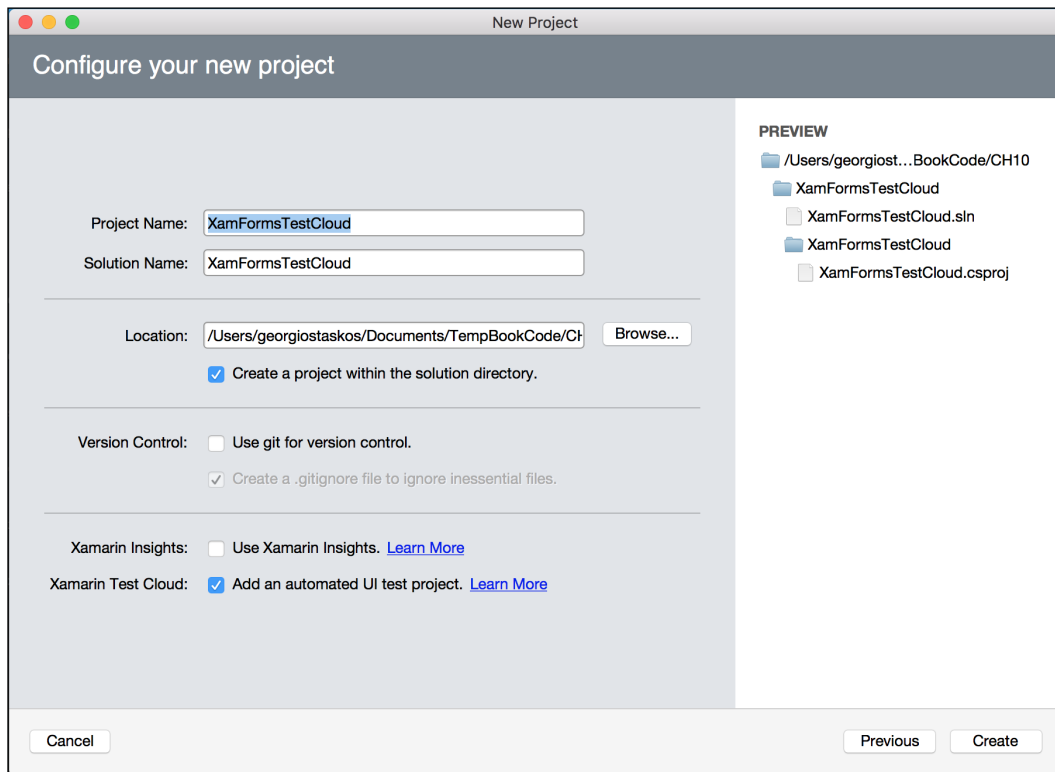 New Project
Configure your new project
Project Name: XamFormsTestCloud
Solution Name: XamFormsTestCloud
Location: /Users/georgiostaskos/Documents/TempBookCode/CH Browse...
Create a project within the solution directory.
Version Control: Use git for version control.
Create a .gitignore file to ignore inessential files.
Xamarin Insights: Use Xamarin Insights. Learn More
Xamarin Test Cloud: Add an automated UI test project. Learn More
PREVIEW
/Users/georgiost…BookCode/CH10
XamFormsTestCloud
XamFormsTestCloud.sln
XamFormsTestCloud
XamFormsTestCloud.csproj
Cancel Previous Create